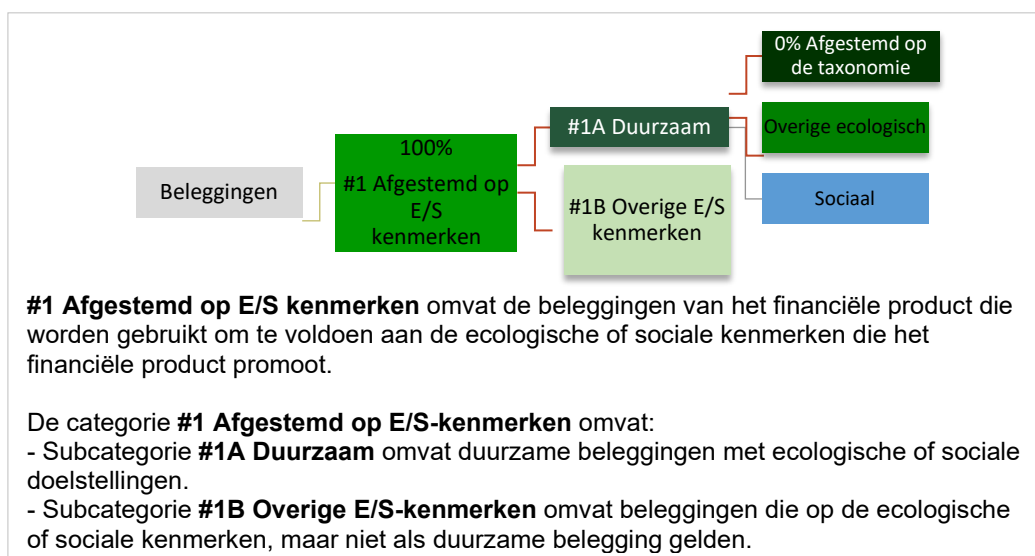 Beleggingen
100%
#1 Afgestemd op
E/S
kenmerken
#1A Duurzaam
#1B Overige E/S
kenmerken
0% Afgestemd op
de taxonomie
Overige ecologisch
Sociaal
#1 Afgestemd op E/S kenmerken omvat de beleggingen van het financiële product die
worden gebruikt om te voldoen aan de ecologische of sociale kenmerken die het
financiële product promoot.
De categorie #1 Afgestemd op E/S-kenmerken omvat:
- Subcategorie #1A Duurzaam omvat duurzame beleggingen met ecologische of sociale
doelstellingen.
- Subcategorie #1B Overige E/S-kenmerken omvat beleggingen die op de ecologische
of sociale kenmerken, maar niet als duurzame belegging gelden.